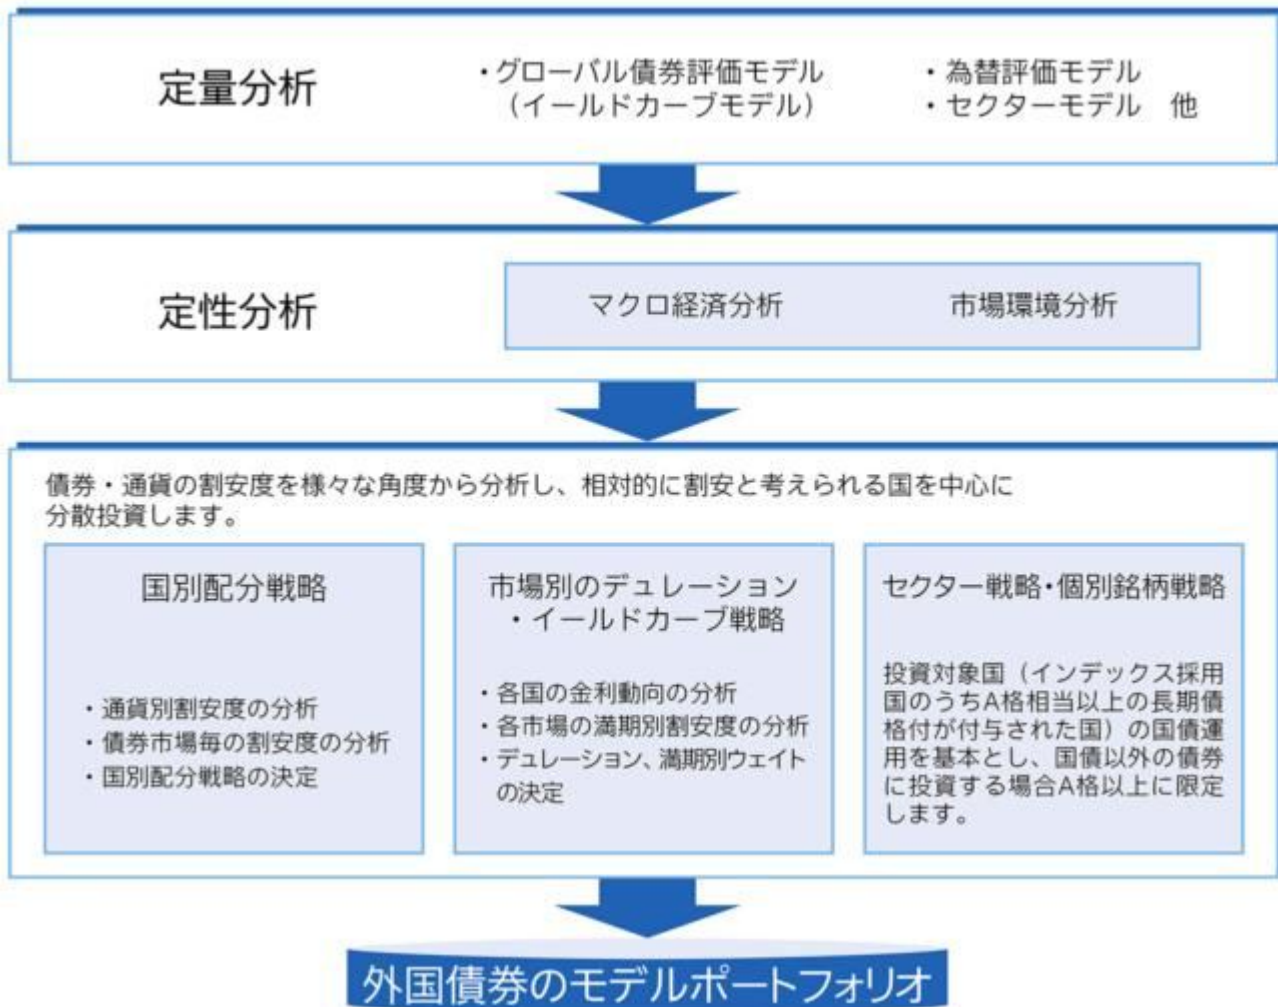 定量分析
・グローバル債券評価モデル
（イールドカーブモデル）
・為替評価モデル
・セクターモデル　他
定性分析
マクロ経済分析
市場環境分析
債券・通貨の割安度を様々な角度から分析し、相対的に割安と考えられる国を中心に
分散投資します。
国別配分戦略
・通貨別割安度の分析
・債券市場毎の割安度の分析
・国別配分戦略の決定
市場別のデュレーション
・イールドカーブ戦略
・各国の金利動向の分析
・各市場の満期別割安度の分析
・デュレーション、満期別ウェイト
の決定
セクター戦略・個別銘柄戦略
投資対象国（インデックス採用
国のうちA格相当以上の長期債
格付が付与された国）の国債運
用を基本とし、国債以外の債券
に投資する場合A格以上に限定
します。
外国債券のモデルポートフォリオ